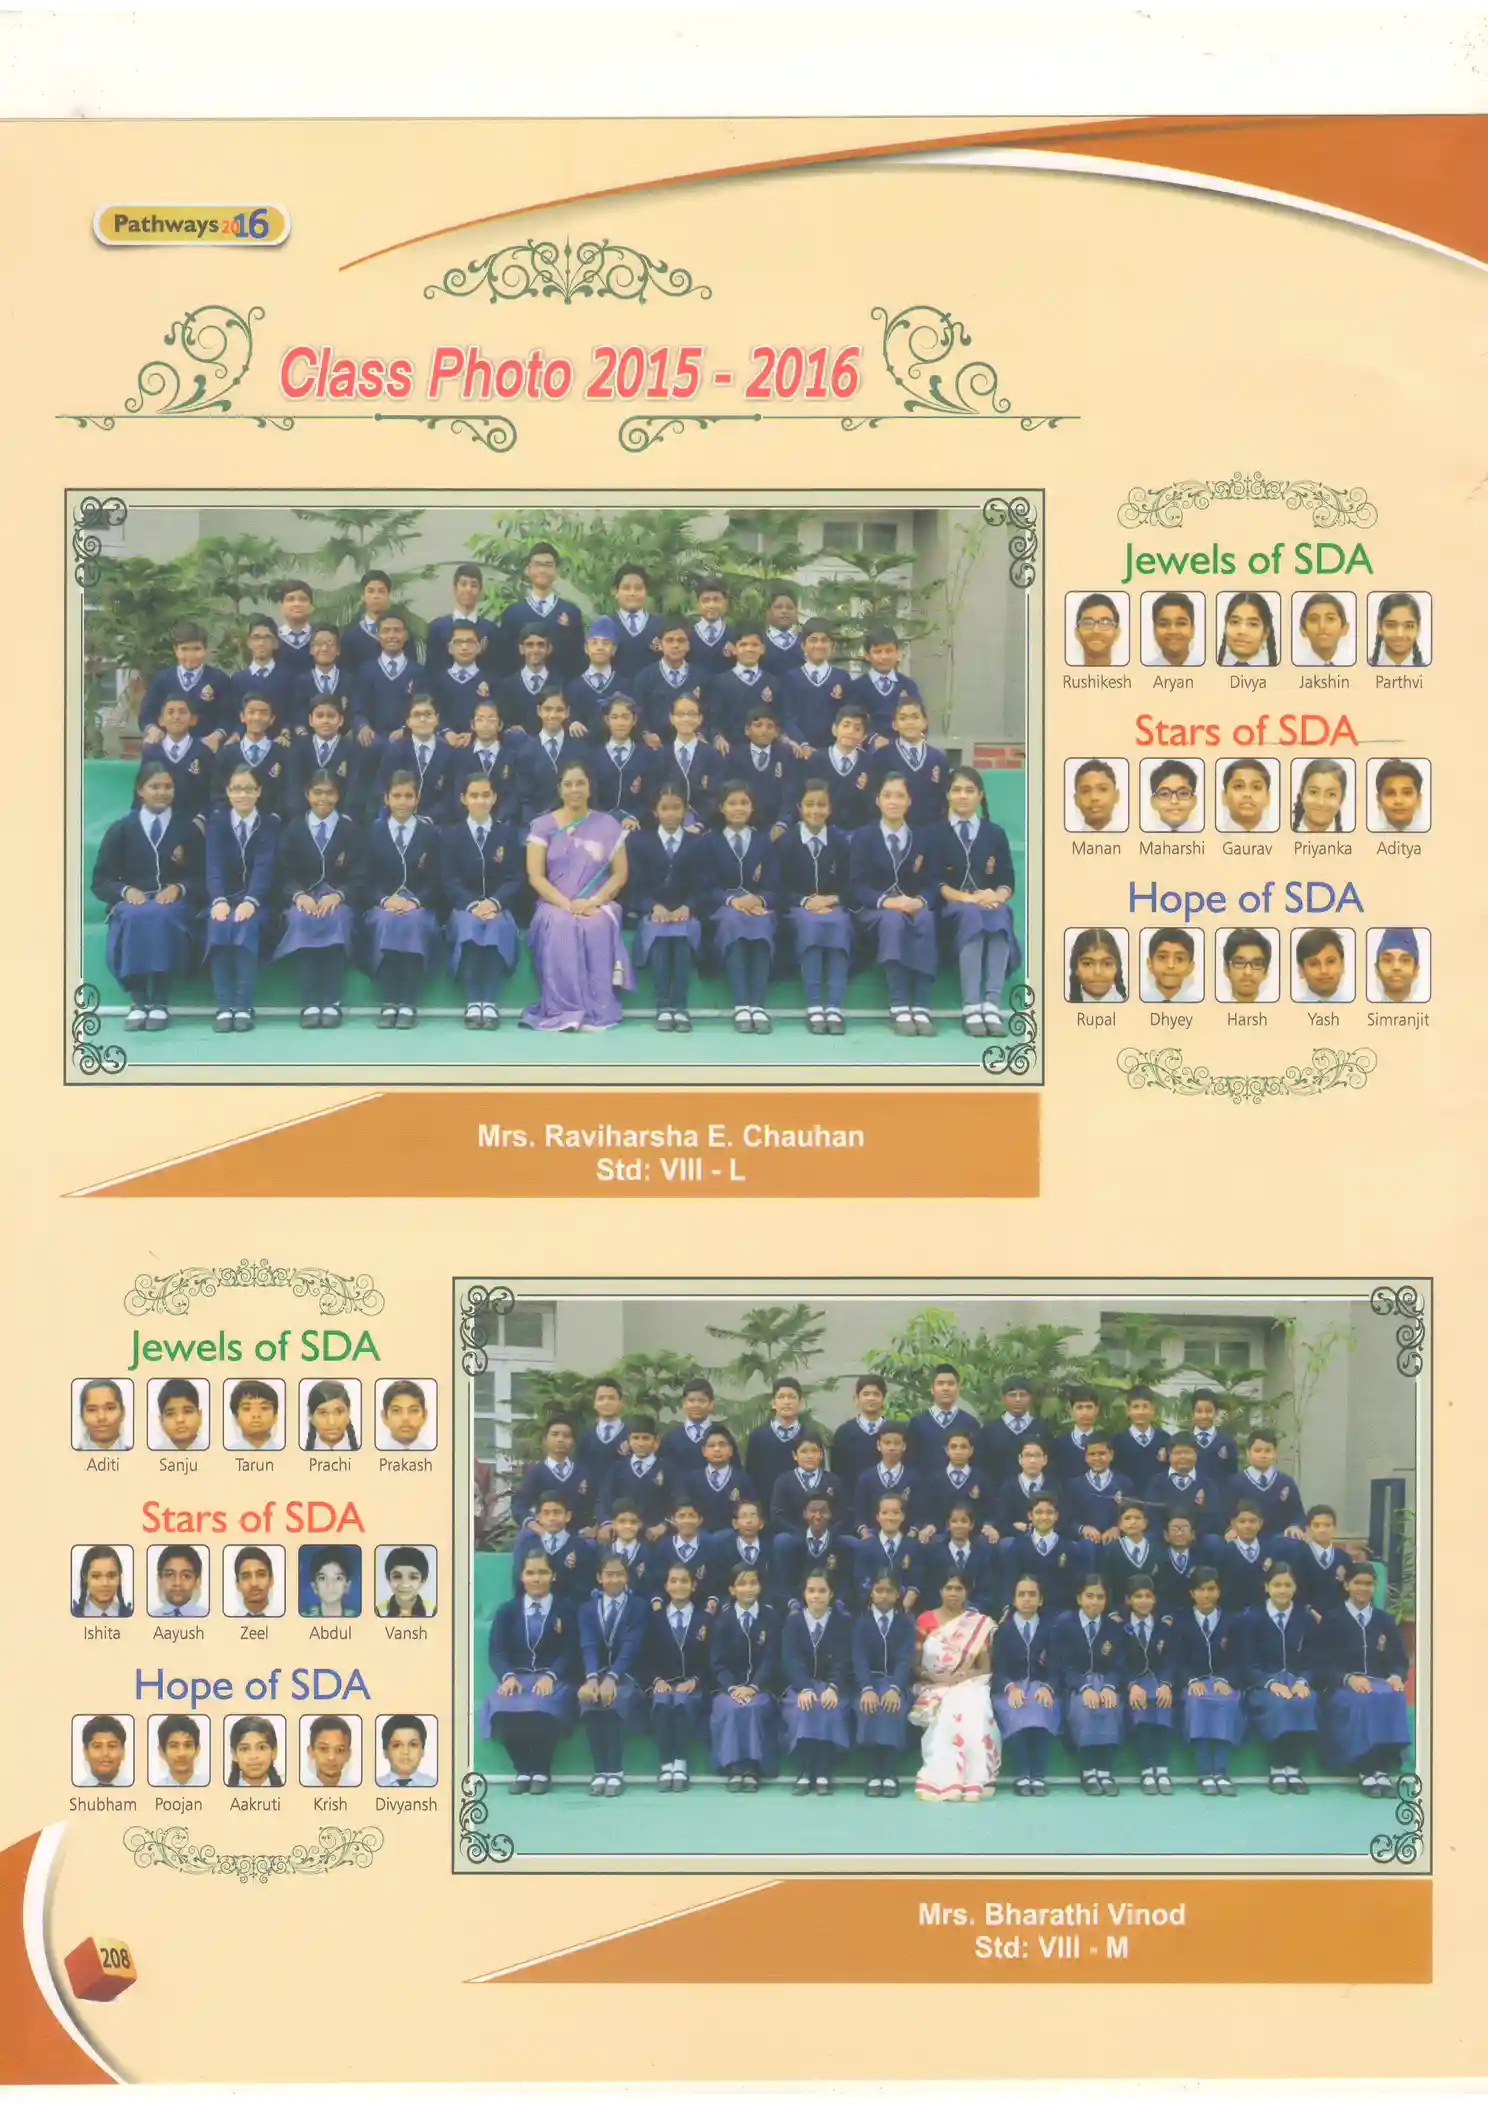 Pathways 2016
Class Photo 2015 - 2016
Jewels of SDA
Rushikesh Aryan Divya Jakshin Parthvi
Stars of SDA
Manan Maharshi Gaurav Priyanka Aditya
Hope of SDA
Rupal Dhyey Harsh Yash Simranjit
Mrs. Raviharsha E. Chauhan
Std: VIII - L
Jewels of SDA
Aditi Sanju Tarun Prachi Prakash
Stars of SDA
Ishita Aayush Zeel Abdul Vansh
Hope of SDA
Shubham Poojan Aakruti Krish Divyansh
Mrs. Bharathi Vinod
Std: VIII - M
208